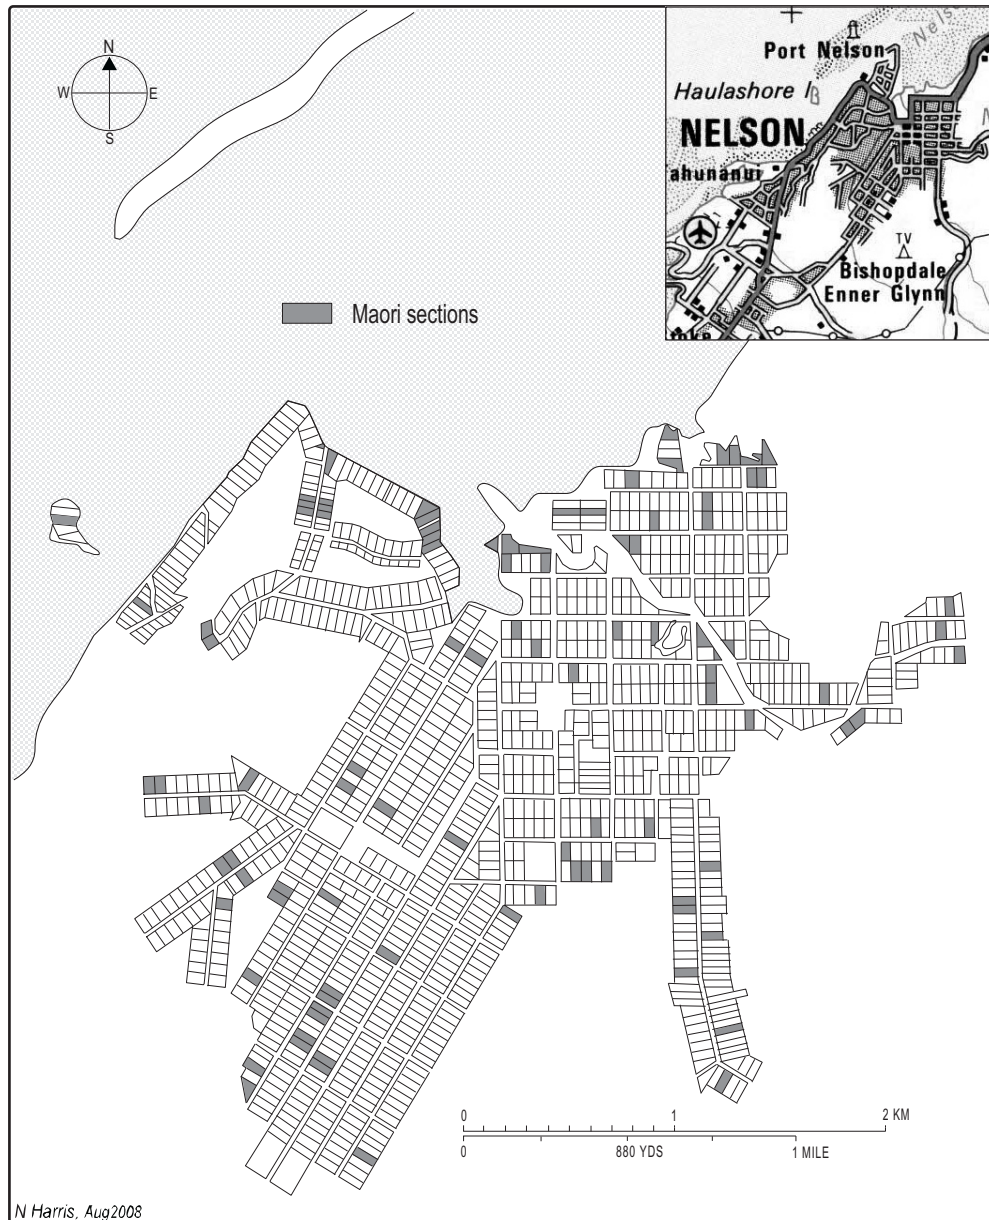 N
W E
S
Port Nelson
Haulashore I
NELSON
ahunanui
TV
Bishopdale
Enner Glynn
Maori sections
0 1 2 KM
0 880 YDS 1 MILE
N Harris, Aug2008